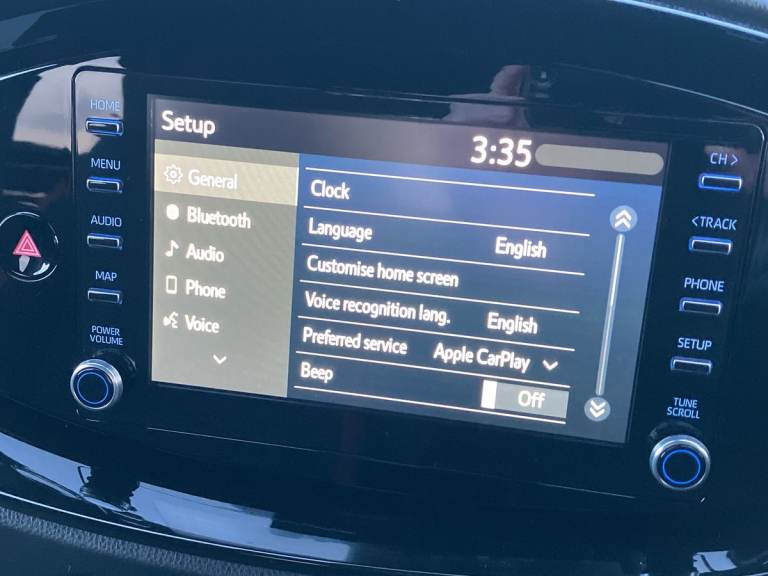 HOME
MENU
AUDIO
MAP
POWER
VOLUME
Setup
3:35
General
Bluetooth
Audio
Phone
Voice
Clock
Language English
Customise home screen
Voice recognition lang. English
Preferred service Apple CarPlay
Beep Off
CH >
< TRACK
PHONE
SETUP
TUNE
SCROLL